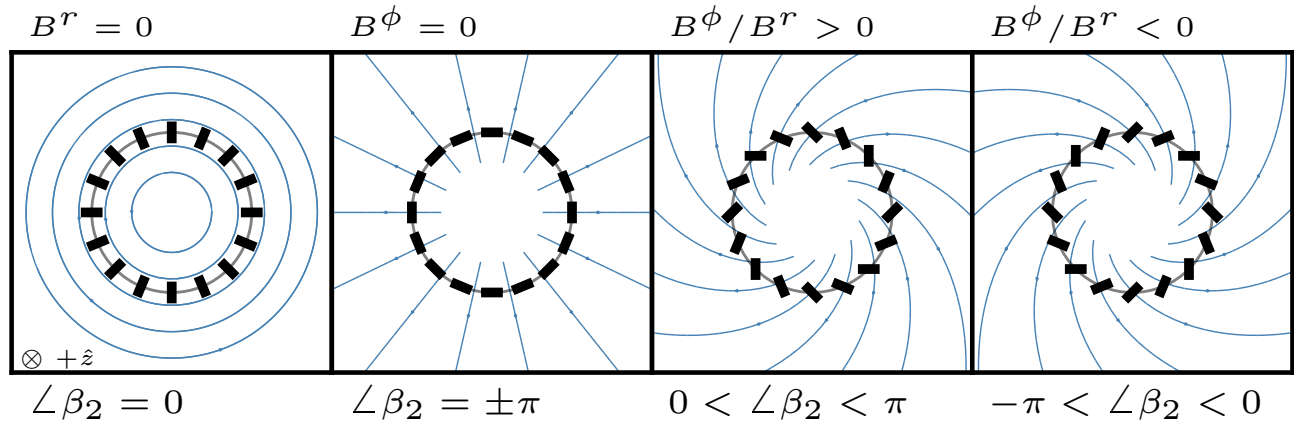 B^r = 0
B^ϕ = 0
B^ϕ/B^r > 0
B^ϕ/B^r < 0
⊗ +ẑ
∠β₂ = 0
∠β₂ = ±π
0 < ∠β₂ < π
−π < ∠β₂ < 0